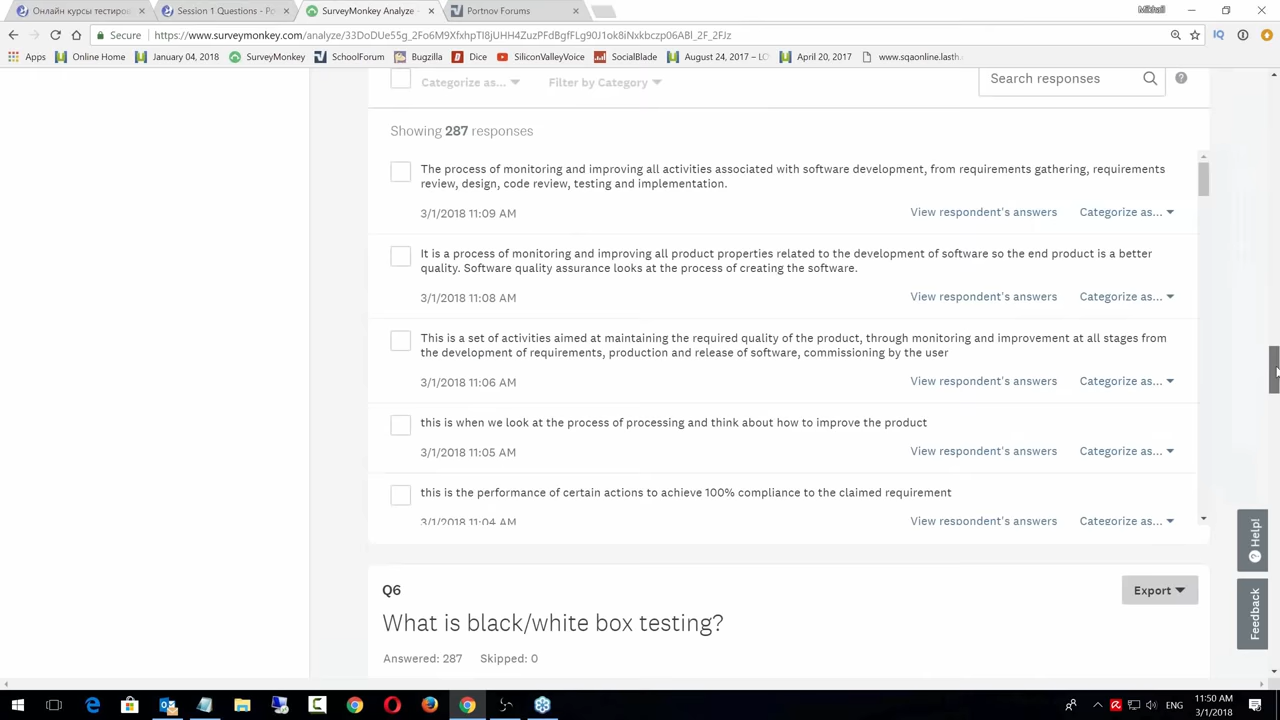 Онлайн курсы тестиров
Session 1 Questions - Po
SurveyMonkey Analyze -
Portnov Forums
Mikhail
Secure
https://www.surveymonkey.com/analyze/33DoDUe55g_2Fo6M9XfxhpTI8jUHH4ZuzPFdBgfFLg90J1ok8iNxkbczp06ABl_2F_2FJz
Apps
Online Home
January 04, 2018
SurveyMonkey
SchoolForum
Bugzilla
Dice
SiliconValleyVoice
SocialBlade
August 24, 2017 – LO
April 20, 2017
www.sqaonline.lasth
Categorize as...
Filter by Category
Search responses
Showing 287 responses
The process of monitoring and improving all activities associated with software development, from requirements gathering, requirements
review, design, code review, testing and implementation.
3/1/2018 11:09 AM
View respondent's answers
Categorize as...
It is a process of monitoring and improving all product properties related to the development of software so the end product is a better
quality. Software quality assurance looks at the process of creating the software.
3/1/2018 11:08 AM
View respondent's answers
Categorize as...
This is a set of activities aimed at maintaining the required quality of the product, through monitoring and improvement at all stages from
the development of requirements, production and release of software, commissioning by the user
3/1/2018 11:06 AM
View respondent's answers
Categorize as...
this is when we look at the process of processing and think about how to improve the product
3/1/2018 11:05 AM
View respondent's answers
Categorize as...
this is the performance of certain actions to achieve 100% compliance to the claimed requirement
3/1/2018 11:04 AM
View respondent's answers
Categorize as...
Help!
Feedback
Q6
Export
What is black/white box testing?
Answered: 287
Skipped: 0
ENG
11:50 AM
3/1/2018